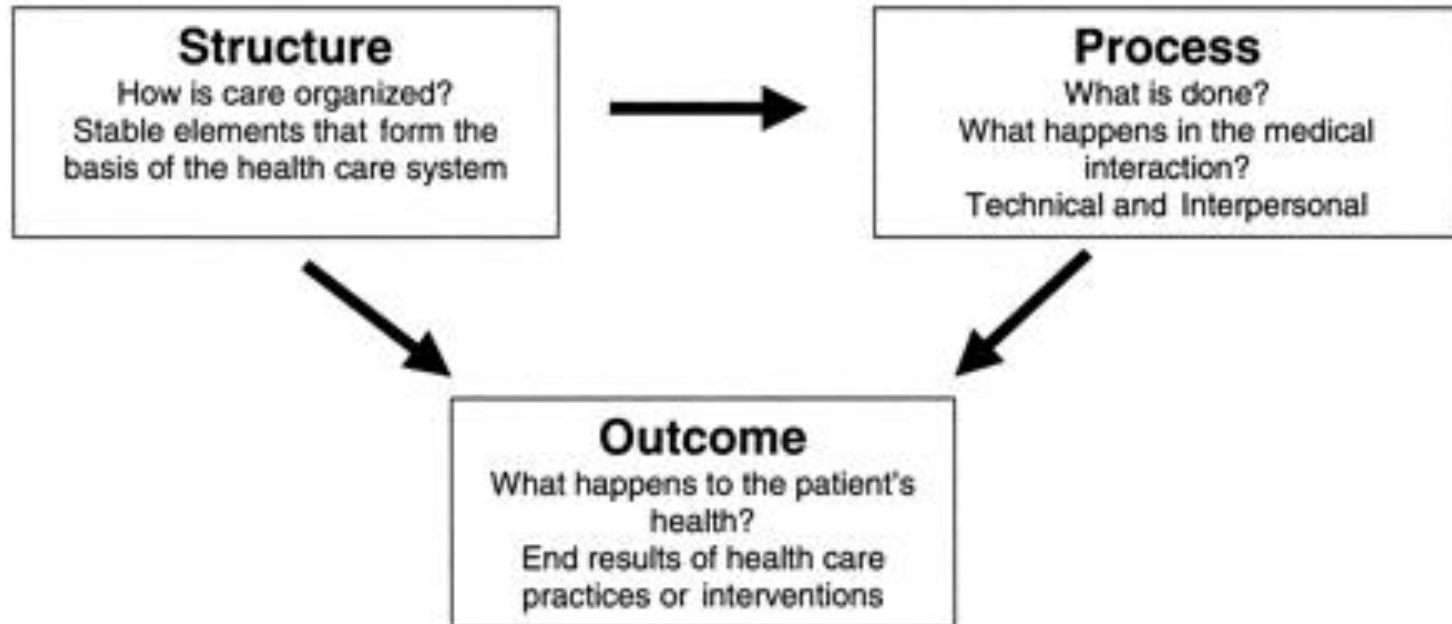 Structure
How is care organized?
Stable elements that form the
basis of the health care system
Process
What is done?
What happens in the medical
interaction?
Technical and Interpersonal
Outcome
What happens to the patient's
health?
End results of health care
practices or interventions